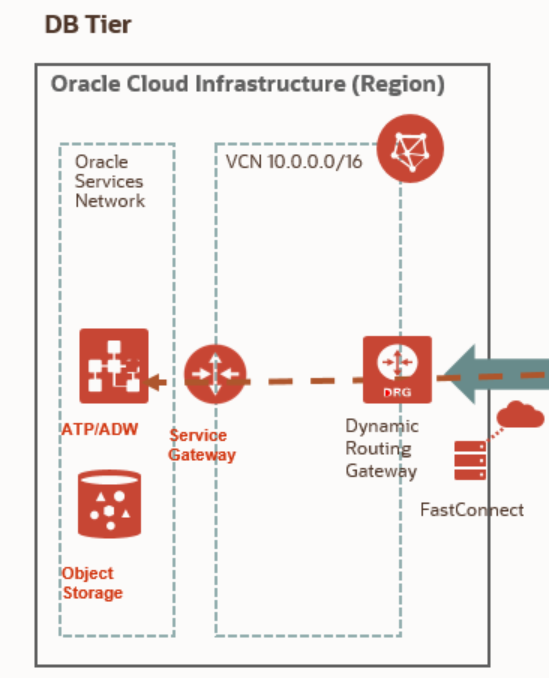 DB Tier
Oracle Cloud Infrastructure (Region)
Oracle
Services
Network
VCN 10.0.0.0/16
ATP/ADW
Service
Gateway
DRG
Dynamic
Routing
Gateway
FastConnect
Object
Storage